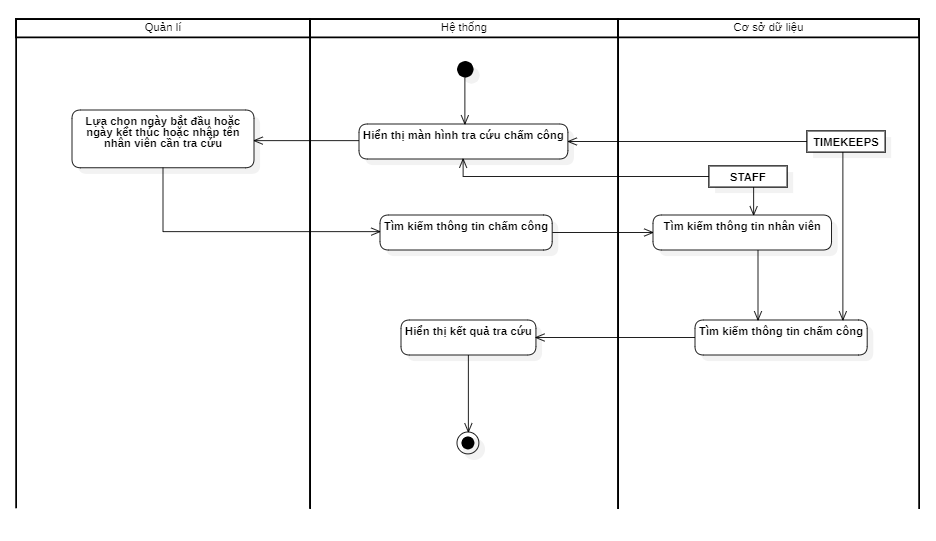 Quản lí
Hệ thống
Cơ sở dữ liệu
Lựa chọn ngày bắt đầu hoặc
ngày kết thúc hoặc nhập tên
nhân viên cần tra cứu
Hiển thị màn hình tra cứu chấm công
TIMEKEEPS
STAFF
Tìm kiếm thông tin chấm công
Tìm kiếm thông tin nhân viên
Hiển thị kết quả tra cứu
Tìm kiếm thông tin chấm công